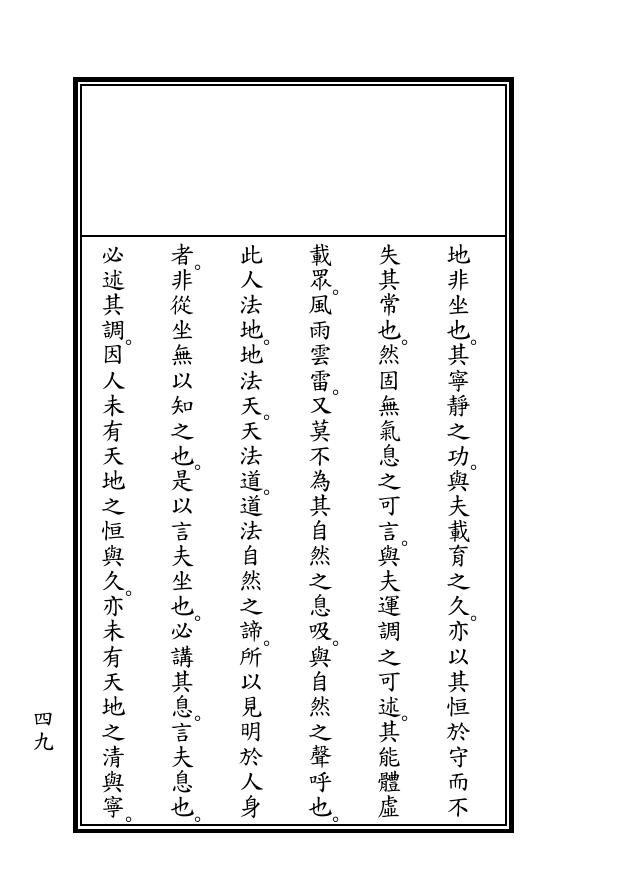 地非坐也。其寧靜之功。與夫載育之久。亦以其恒於守而不
失其常也。然固無氣息之可言。與夫運調之可述。其能體虛
載眾。風雨雲雷。又莫不為其自然之息吸。與自然之聲呼也。
此人法地。地法天。天法道。道法自然之諦。所以見明於人身
者。非從坐無以知之也。是以言夫坐也。必講其息。言夫息也。
必述其調。因人未有天地之恒與久。亦未有天地之清與寧。
四九